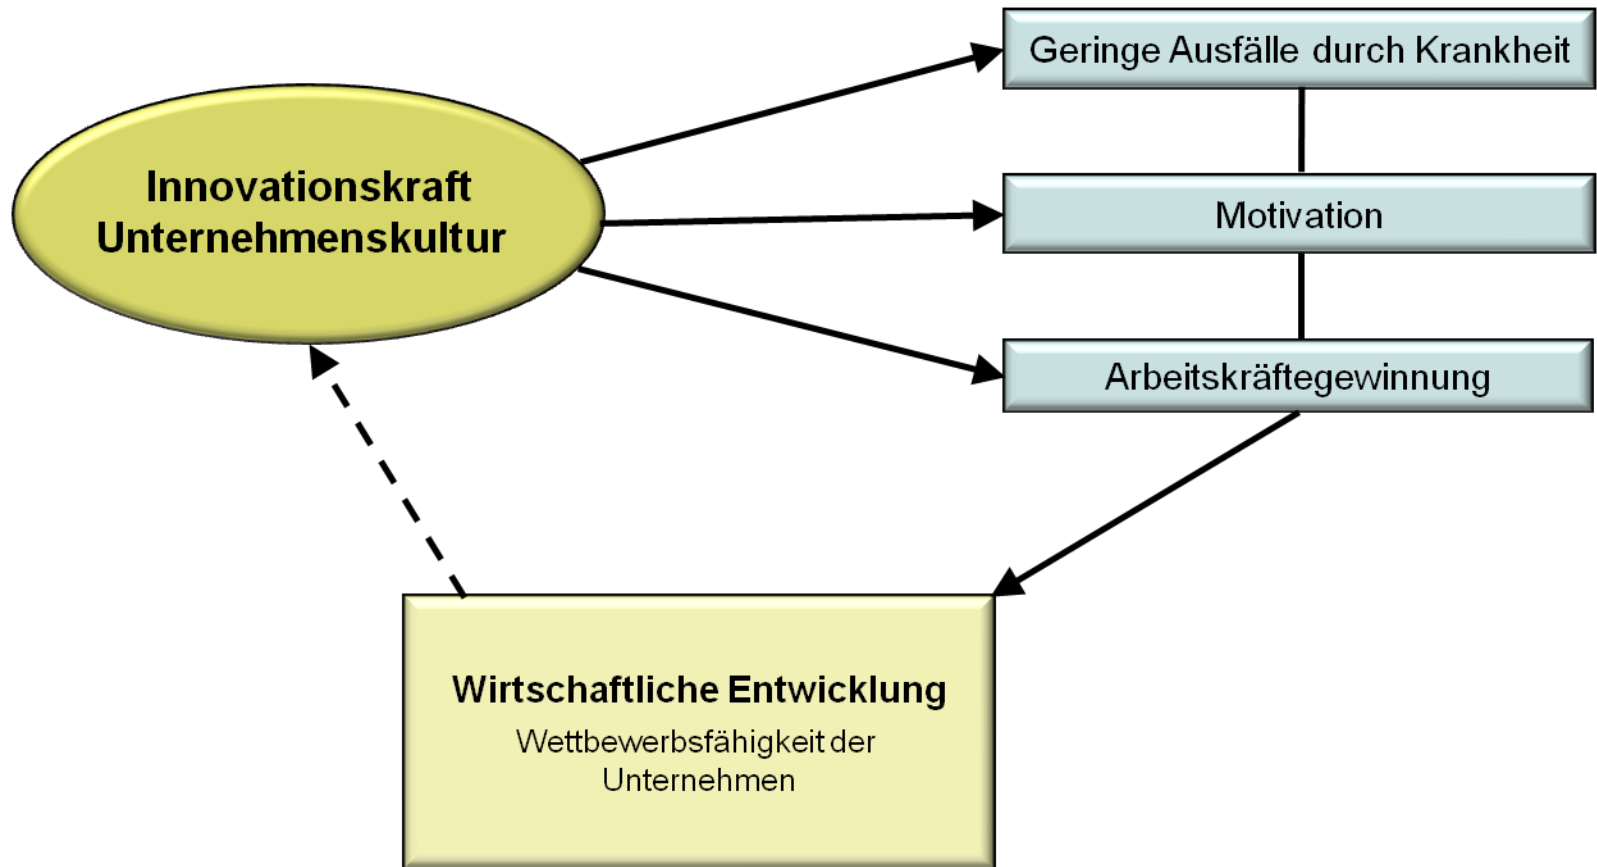 Geringe Ausfälle durch Krankheit
Innovationskraft
Unternehmenskultur
Motivation
Arbeitskräftegewinnung
Wirtschaftliche Entwicklung
Wettbewerbsfähigkeit der
Unternehmen